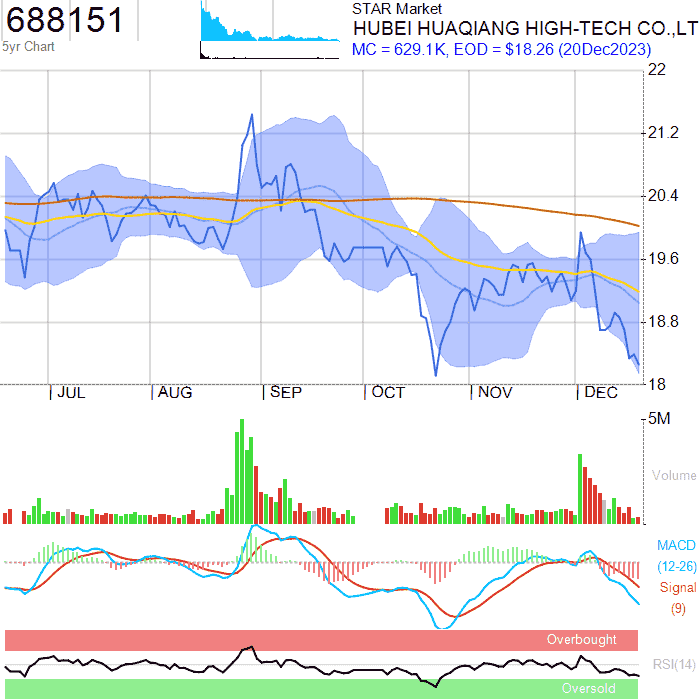 688151
5yr Chart
STAR Market
HUBEI HUAQIANG HIGH-TECH CO.,LT
MC = 629.1K, EOD = $18.26 (20Dec2023)
22
21.2
20.4
19.6
18.8
18
JUL AUG SEP OCT NOV DEC
5M
Volume
MACD
(12-26)
Signal
(9)
Overbought
RSI(14)
Oversold